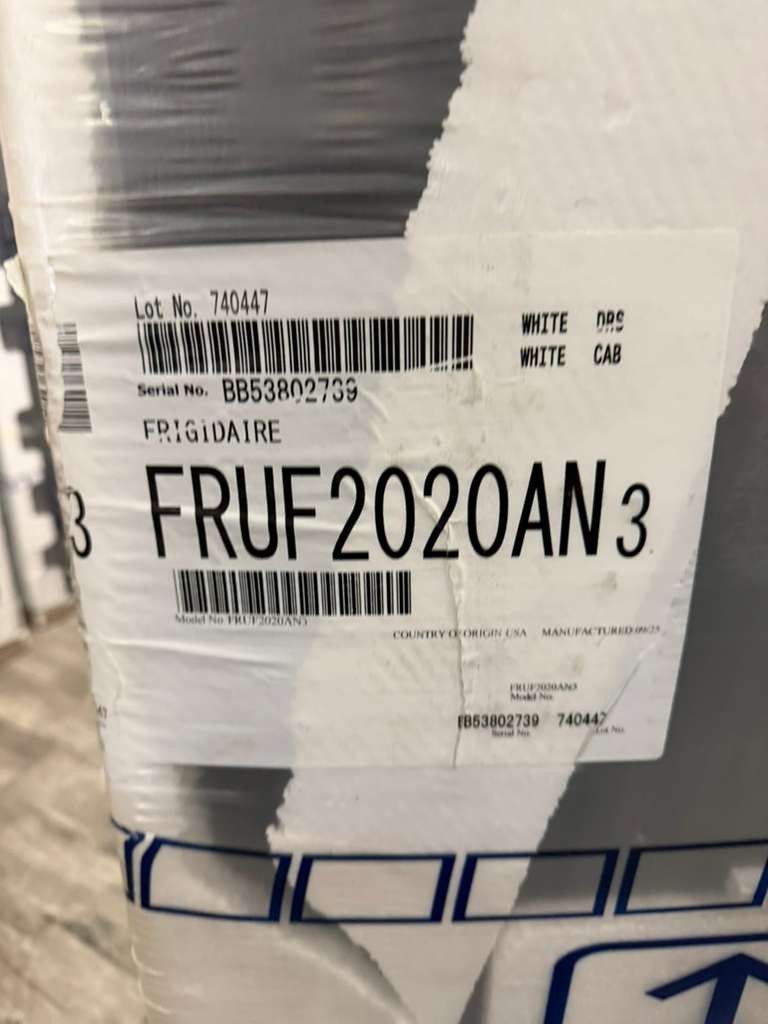 Lot No. 740447
WHITE DRS
WHITE CAB
Serial No. BB53802739
FRIGIDAIRE
3
FRUF2020AN3
Model No FRUF2020AN3
COUNTRY OF ORIGIN USA MANUFACTURED 09/25
FRUF2020AN3
Model No.
BB53802739 740447
Serial No. Lot No.
47